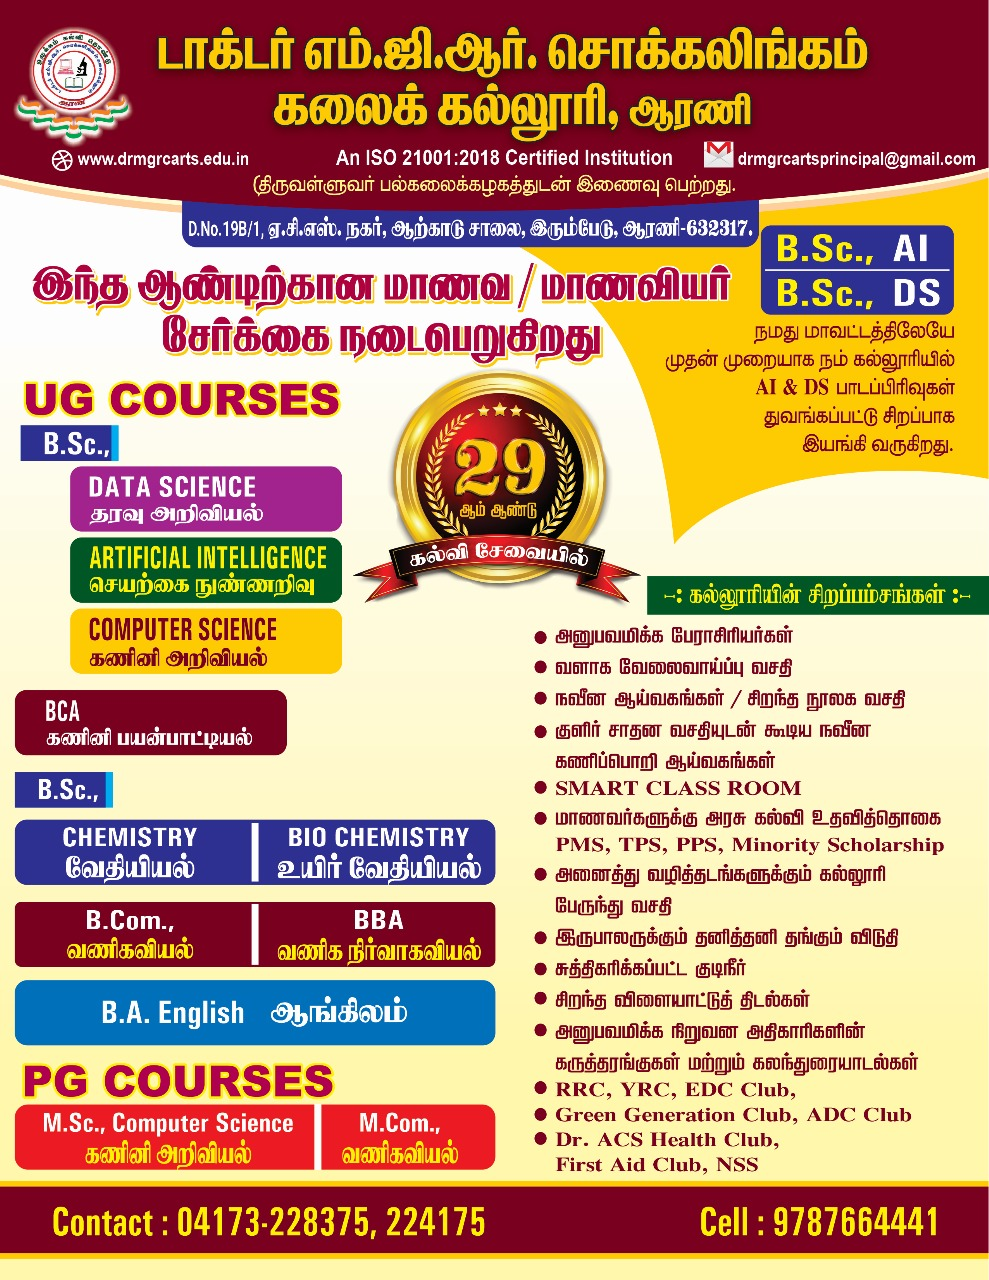 டாக்டர் எம்.ஜி.ஆர். சொக்கலிங்கம்
கலைக் கல்லூரி, ஆரணி
www.drmgrcarts.edu.in
An ISO 21001:2018 Certified Institution
drmgrcartsprincipal@gmail.com
(திருவள்ளுவர் பல்கலைக்கழகத்துடன் இணைவு பெற்றது.
D.No.19B/1, ஏ.சி.எஸ். நகர், ஆற்காடு சாலை, இரும்பேடு, ஆரணி-632317.
இந்த ஆண்டிற்கான மாணவ / மாணவியர்
சேர்க்கை நடைபெறுகிறது
B.Sc., AI
B.Sc., DS
நமது மாவட்டத்திலேயே
முதன் முறையாக நம் கல்லூரியில்
AI & DS பாடப்பிரிவுகள்
துவங்கப்பட்டு சிறப்பாக
இயங்கி வருகிறது.
UG COURSES
B.Sc.,
DATA SCIENCE
தரவு அறிவியல்
ARTIFICIAL INTELLIGENCE
செயற்கை நுண்ணறிவு
COMPUTER SCIENCE
கணினி அறிவியல்
BCA
கணினி பயன்பாட்டியல்
B.Sc.,
CHEMISTRY
வேதியியல்
BIO CHEMISTRY
உயிர் வேதியியல்
B.Com.,
வணிகவியல்
BBA
வணிக நிர்வாகவியல்
B.A. English ஆங்கிலம்
PG COURSES
M.Sc., Computer Science
கணினி அறிவியல்
M.Com.,
வணிகவியல்
29
ஆம் ஆண்டு
கல்வி சேவையில்
-: கல்லூரியின் சிறப்பம்சங்கள் :-
● அனுபவமிக்க பேராசிரியர்கள்
● வளாக வேலைவாய்ப்பு வசதி
● நவீன ஆய்வகங்கள் / சிறந்த நூலக வசதி
● குளிர் சாதன வசதியுடன் கூடிய நவீன
கணிப்பொறி ஆய்வகங்கள்
● SMART CLASS ROOM
● மாணவர்களுக்கு அரசு கல்வி உதவித்தொகை
PMS, TPS, PPS, Minority Scholarship
● அனைத்து வழித்தடங்களுக்கும் கல்லூரி
பேருந்து வசதி
● இருபாலருக்கும் தனித்தனி தங்கும் விடுதி
● சுத்திகரிக்கப்பட்ட குடிநீர்
● சிறந்த விளையாட்டுத் திடல்கள்
● அனுபவமிக்க நிறுவன அதிகாரிகளின்
கருத்தரங்குகள் மற்றும் கலந்துரையாடல்கள்
● RRC, YRC, EDC Club,
● Green Generation Club, ADC Club
● Dr. ACS Health Club,
First Aid Club, NSS
Contact : 04173-228375, 224175
Cell : 9787664441